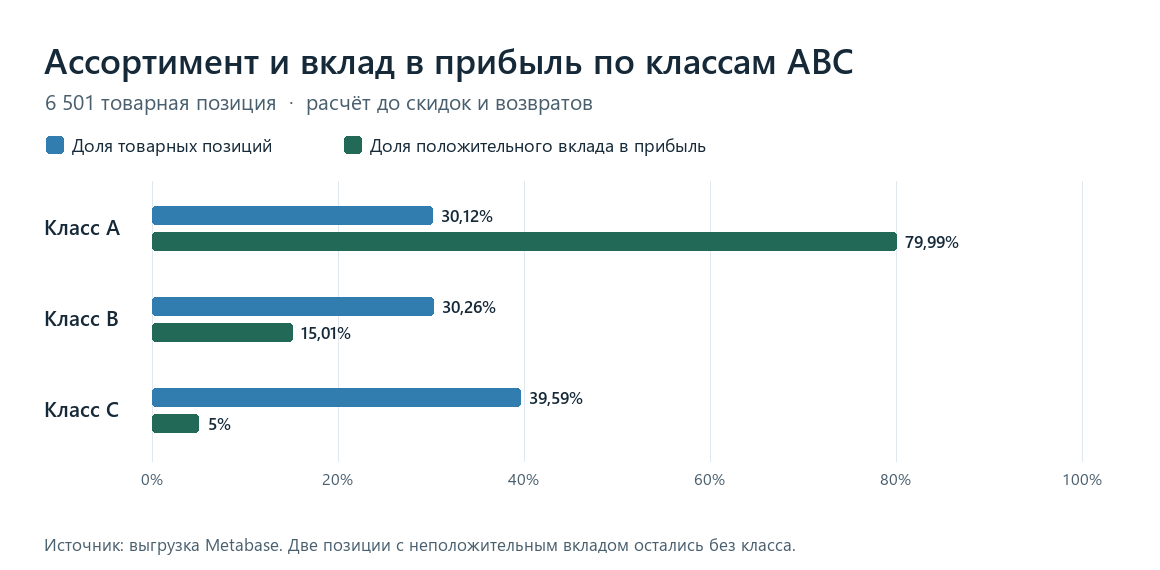 Ассортимент и вклад в прибыль по классам ABC
6 501 товарная позиция · расчёт до скидок и возвратов
Доля товарных позиций
Доля положительного вклада в прибыль
Класс A
30,12%
79,99%
Класс B
30,26%
15,01%
Класс C
39,59%
5%
0% 20% 40% 60% 80% 100%
Источник: выгрузка Metabase. Две позиции с неположительным вкладом остались без класса.